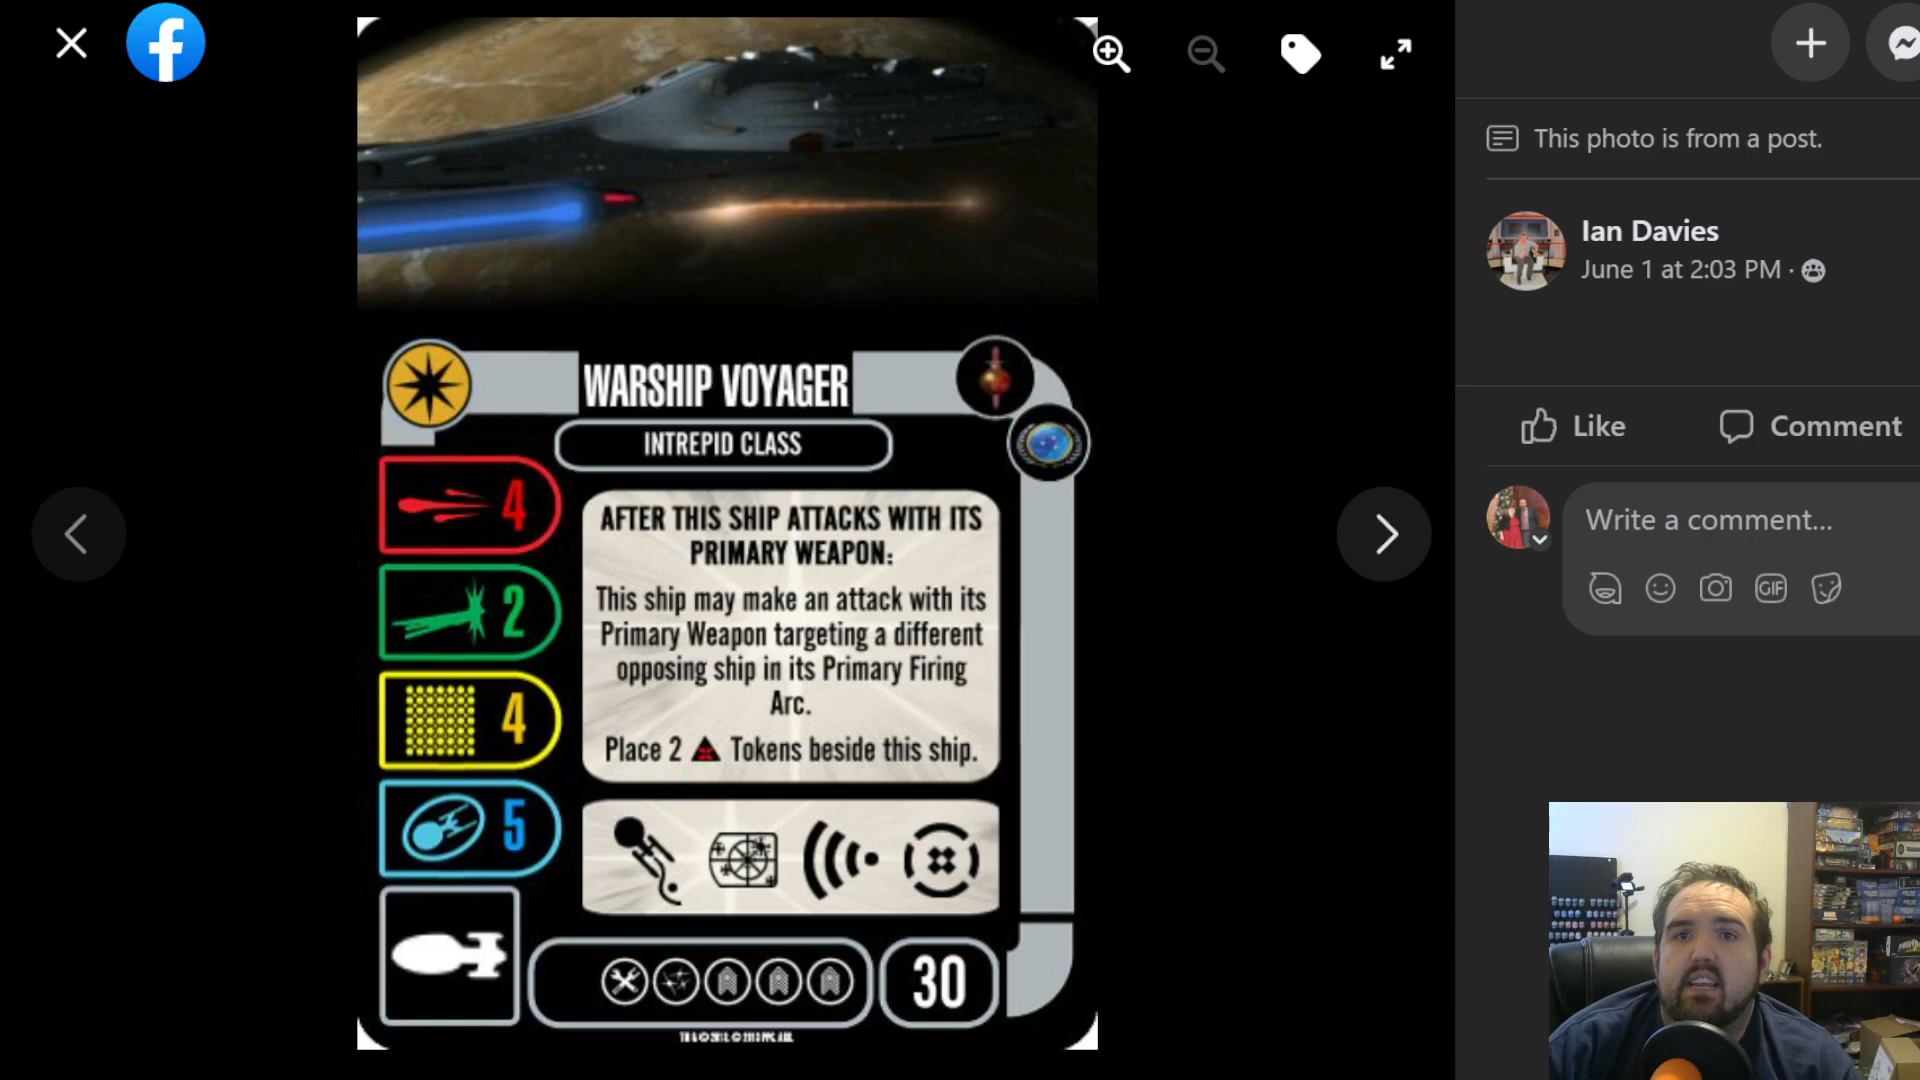 This photo is from a post.
Ian Davies
June 1 at 2:03 PM ·
Like
Comment
Write a comment...
GIF
WARSHIP VOYAGER
INTREPID CLASS
4
2
4
5
AFTER THIS SHIP ATTACKS WITH ITS
PRIMARY WEAPON:
This ship may make an attack with its
Primary Weapon targeting a different
opposing ship in its Primary Firing
Arc.
Place 2 Tokens beside this ship.
30